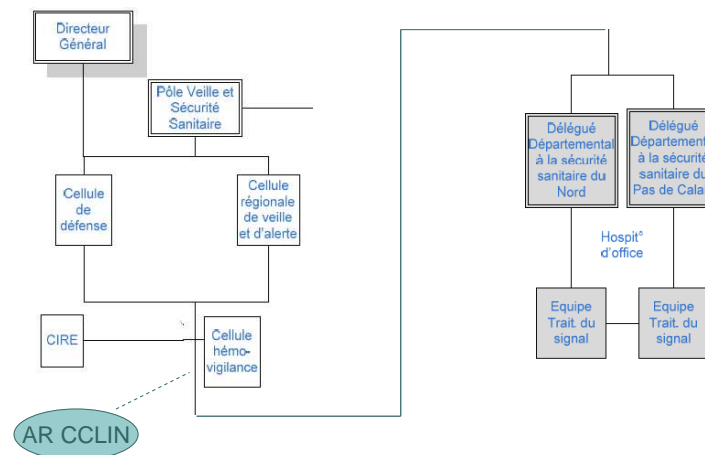 Directeur
Général
Pôle Veille et
Sécurité
Sanitaire
Cellule
de
défense
Cellule
régionale
de veille
et d'alerte
CIRE
Cellule
hémo-
vigilance
AR CCLIN
Délégué
Départemental
à la sécurité
sanitaire du
Nord
Délégué
Département
à la sécurité
sanitaire du
Pas de Cala
Hospit°
d'office
Equipe
Trait. du
signal
Equipe
Trait. du
signal